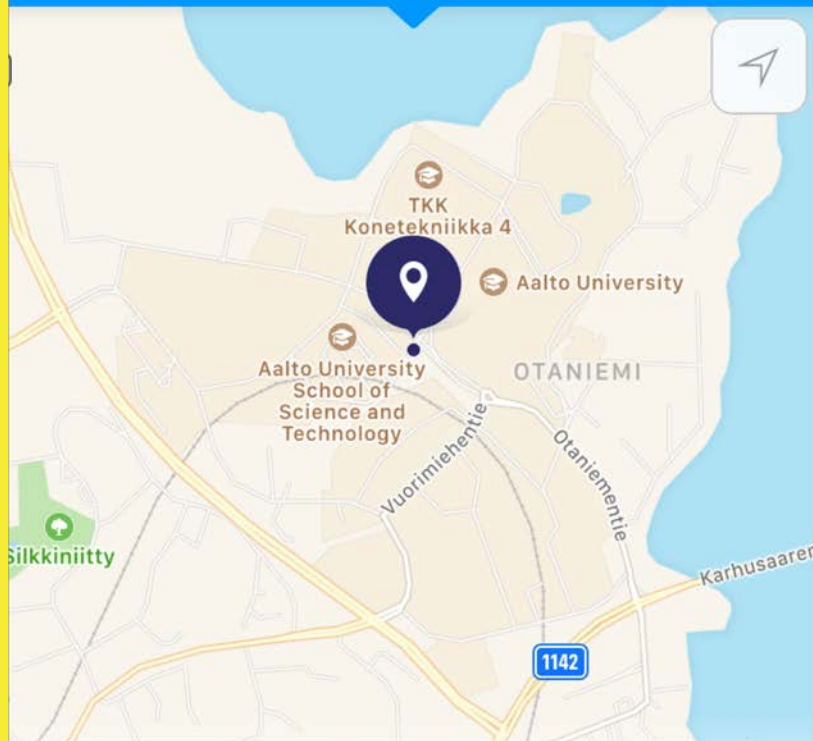 TKK
Konetekniikka 4
Aalto University
Aalto University
School of
Science and
Technology
OTANIEMI
Vuorimiehentie
Otaniementie
Silkkiniitty
Karhusaaren
1142